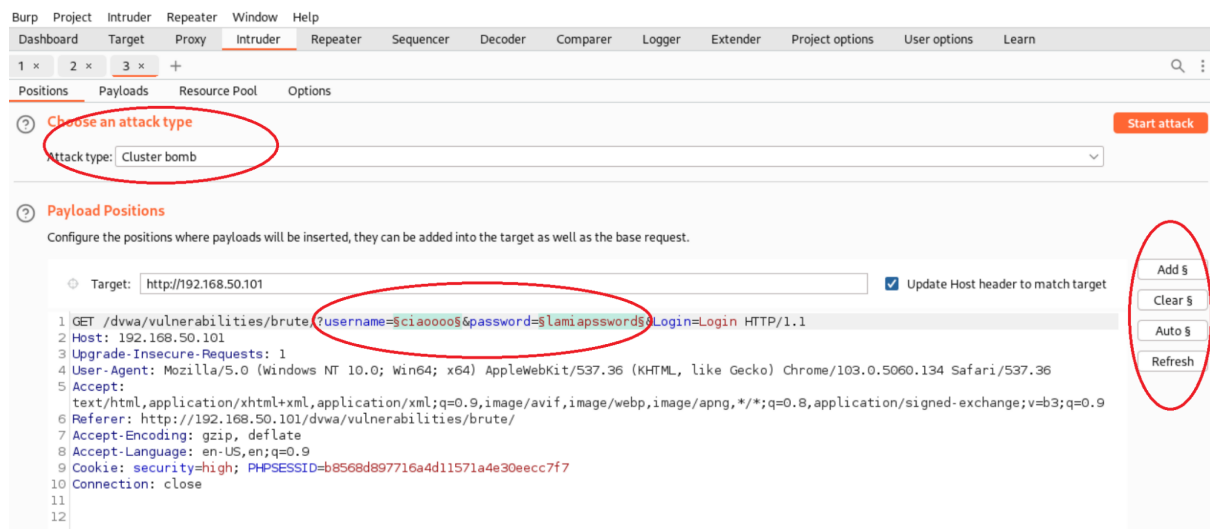 Burp Project Intruder Repeater Window Help
Dashboard Target Proxy Intruder Repeater Sequencer Decoder Comparer Logger Extender Project options User options Learn
1 × 2 × 3 × +
Positions Payloads Resource Pool Options
? Choose an attack type
Start attack
Attack type: Cluster bomb
? Payload Positions
Configure the positions where payloads will be inserted, they can be added into the target as well as the base request.
Add §
Target: http://192.168.50.101
Update Host header to match target
Clear §
Auto §
Refresh
1 GET /dvwa/vulnerabilities/brute/?username=§ciaoooo§&password=§lamiapssword§&Login=Login HTTP/1.1
2 Host: 192.168.50.101
3 Upgrade-Insecure-Requests: 1
4 User-Agent: Mozilla/5.0 (Windows NT 10.0; Win64; x64) AppleWebKit/537.36 (KHTML, like Gecko) Chrome/103.0.5060.134 Safari/537.36
5 Accept:
text/html,application/xhtml+xml,application/xml;q=0.9,image/avif,image/webp,image/apng,*/*;q=0.8,application/signed-exchange;v=b3;q=0.9
6 Referer: http://192.168.50.101/dvwa/vulnerabilities/brute/
7 Accept-Encoding: gzip, deflate
8 Accept-Language: en-US,en;q=0.9
9 Cookie: security=high; PHPSESSID=b8568d897716a4d11571a4e30eecc7f7
10 Connection: close
11
12